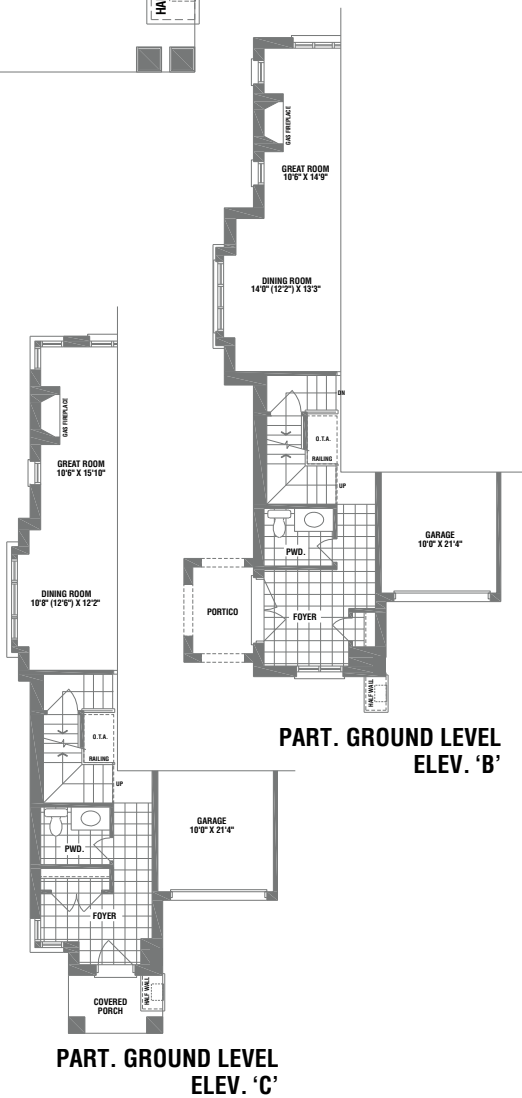 HA
GAS FIREPLACE
GREAT ROOM
10'6" X 14'9"
DINING ROOM
14'0" (12'2") X 13'3"
DN
O.T.A.
RAILING
UP
PWD.
GARAGE
10'0" X 21'4"
PORTICO
FOYER
HALF WALL
PART. GROUND LEVEL
ELEV. ‘B’
GAS FIREPLACE
GREAT ROOM
10'6" X 15'10"
DINING ROOM
10'8" (12'6") X 12'2"
O.T.A.
RAILING
UP
PWD.
GARAGE
10'0" X 21'4"
FOYER
HALF WALL
COVERED
PORCH
PART. GROUND LEVEL
ELEV. ‘C’